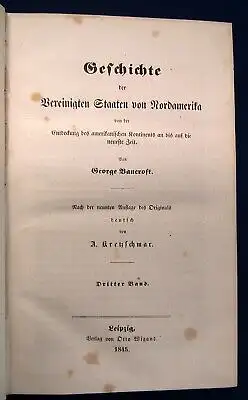 Geschichte
der
Vereinigten Staaten von Nordamerika
von der
Entdeckung des amerikanischen Kontinents an bis auf die
neueste Zeit.
Von
George Bancroft.
Nach der neunten Auflage des Originals
deutsch
von
A. Kretzschmar.
Dritter Band.
Leipzig.
Verlag von Otto Wigand.
1845.